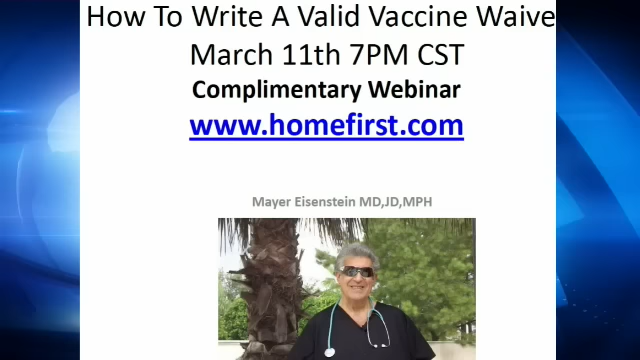 How To Write A Valid Vaccine Waive
March 11th 7PM CST
Complimentary Webinar
www.homefirst.com
Mayer Eisenstein MD,JD,MPH